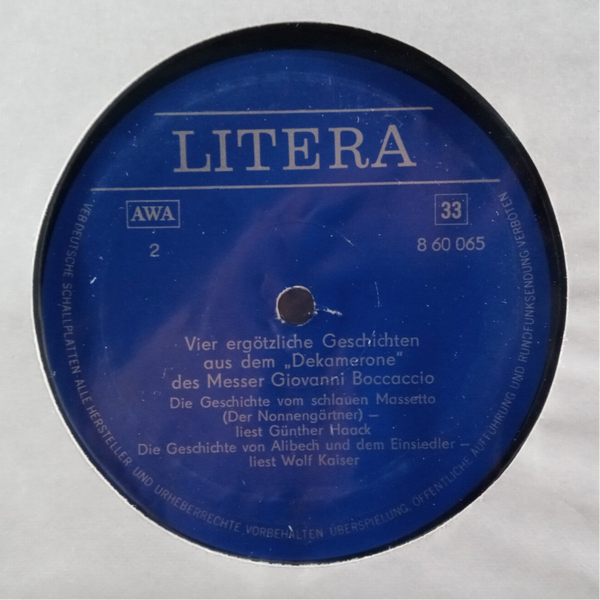 LITERA
AWA
33
2
8 60 065
Vier ergötzliche Geschichten
aus dem „Dekamerone"
des Messer Giovanni Boccaccio
Die Geschichte vom schlauen Massetto
(Der Nonnengärtner) –
liest Günther Haack
Die Geschichte von Alibech und dem Einsiedler –
liest Wolf Kaiser
VEB DEUTSCHE SCHALLPLATTEN ALLE HERSTELLER- UND URHEBERRECHTE VORBEHALTEN ÜBERSPIELUNG, ÖFFENTLICHE AUFFÜHRUNG UND RUNDFUNKSENDUNG VERBOTEN